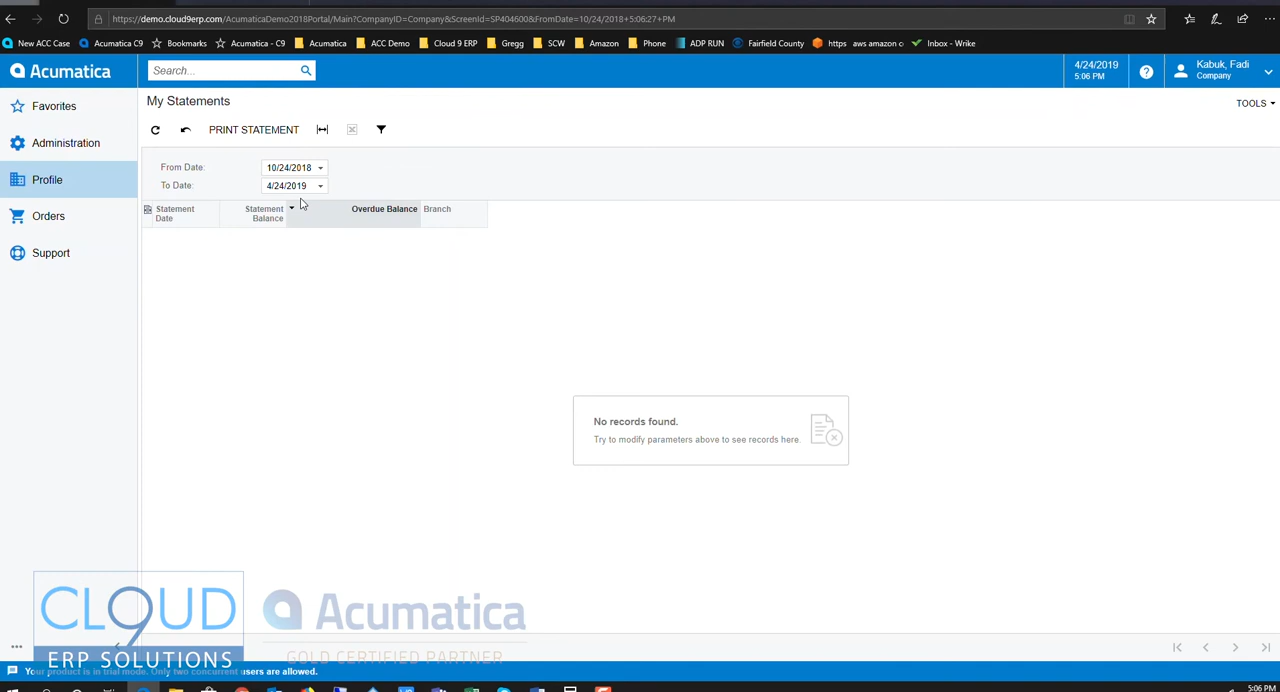 https://demo.cloud9erp.com/AcumaticaDemo2018Portal/Main?CompanyID=Company&ScreenId=SP404600&FromDate=10/24/2018+5:06:27+PM
New ACC Case Acumatica C9 Bookmarks Acumatica - C9 Acumatica ACC Demo Cloud 9 ERP Gregg SCW Amazon Phone ADP RUN Fairfield County https aws amazon c Inbox - Wrike
Acumatica Search... 4/24/2019 Kabuk, Fadi
5:06 PM Company
Favorites My Statements TOOLS
Administration PRINT STATEMENT
Profile From Date: 10/24/2018
To Date: 4/24/2019
Orders Statement Statement Overdue Balance Branch
Date Balance
Support
No records found.
Try to modify parameters above to see records here.
CLOUD 9 Acumatica
ERP SOLUTIONS GOLD CERTIFIED PARTNER
Your product is in trial mode. Only two concurrent users are allowed.
5:06 PM